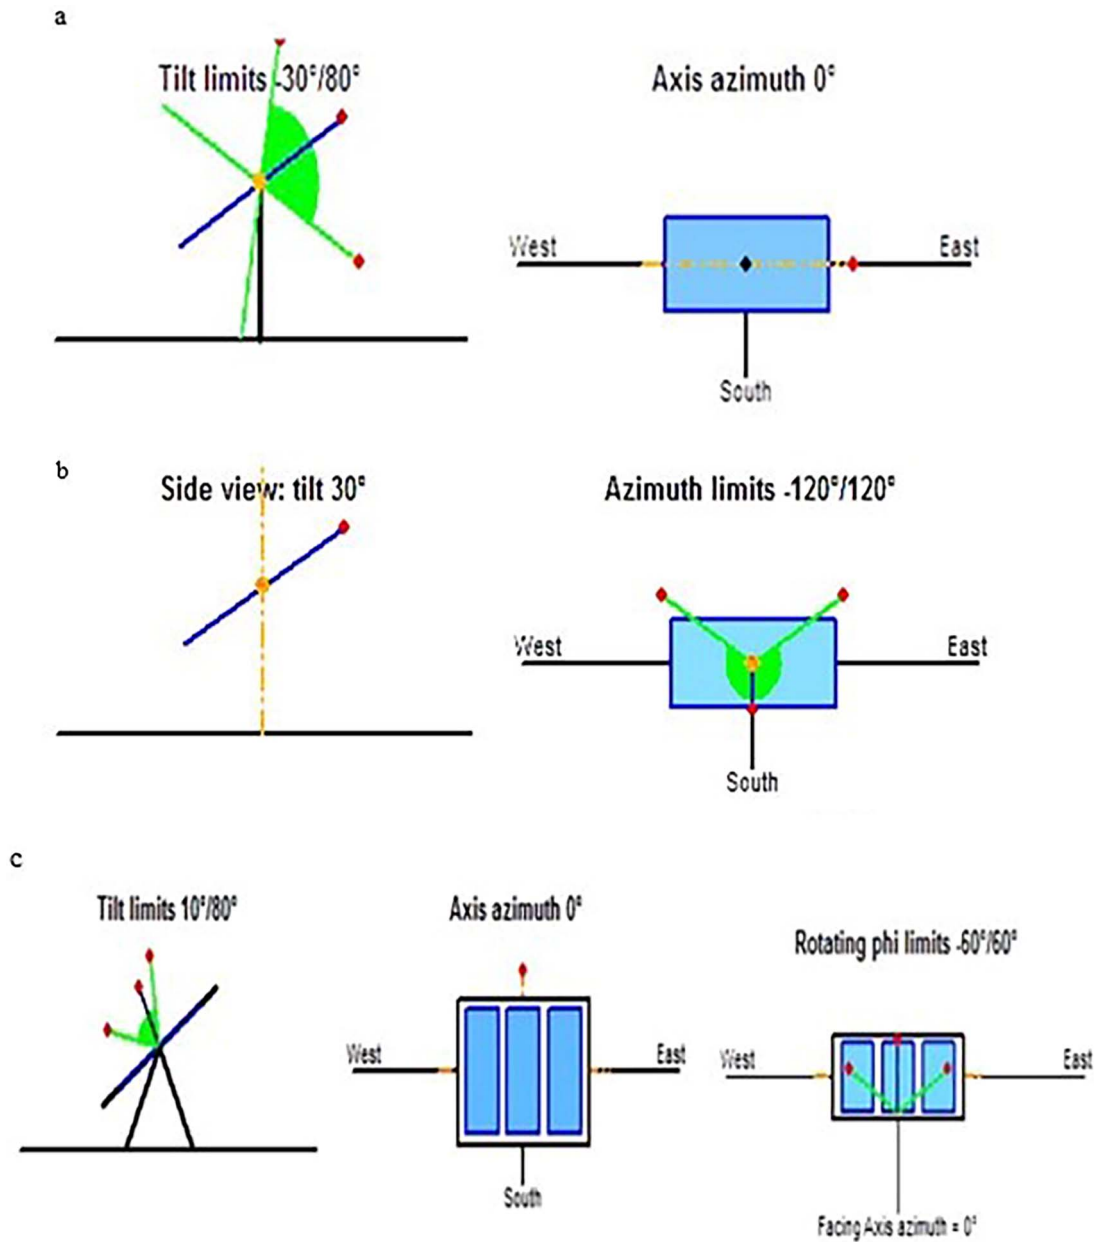 a
Tilt limits -30°/80°
Axis azimuth 0°
West
East
South
b
Side view: tilt 30°
Azimuth limits -120°/120°
West
East
South
c
Tilt limits 10°/80°
Axis azimuth 0°
Rotating phi limits -60°/60°
West
East
West
East
South
Facing Axis azimuth = 0°